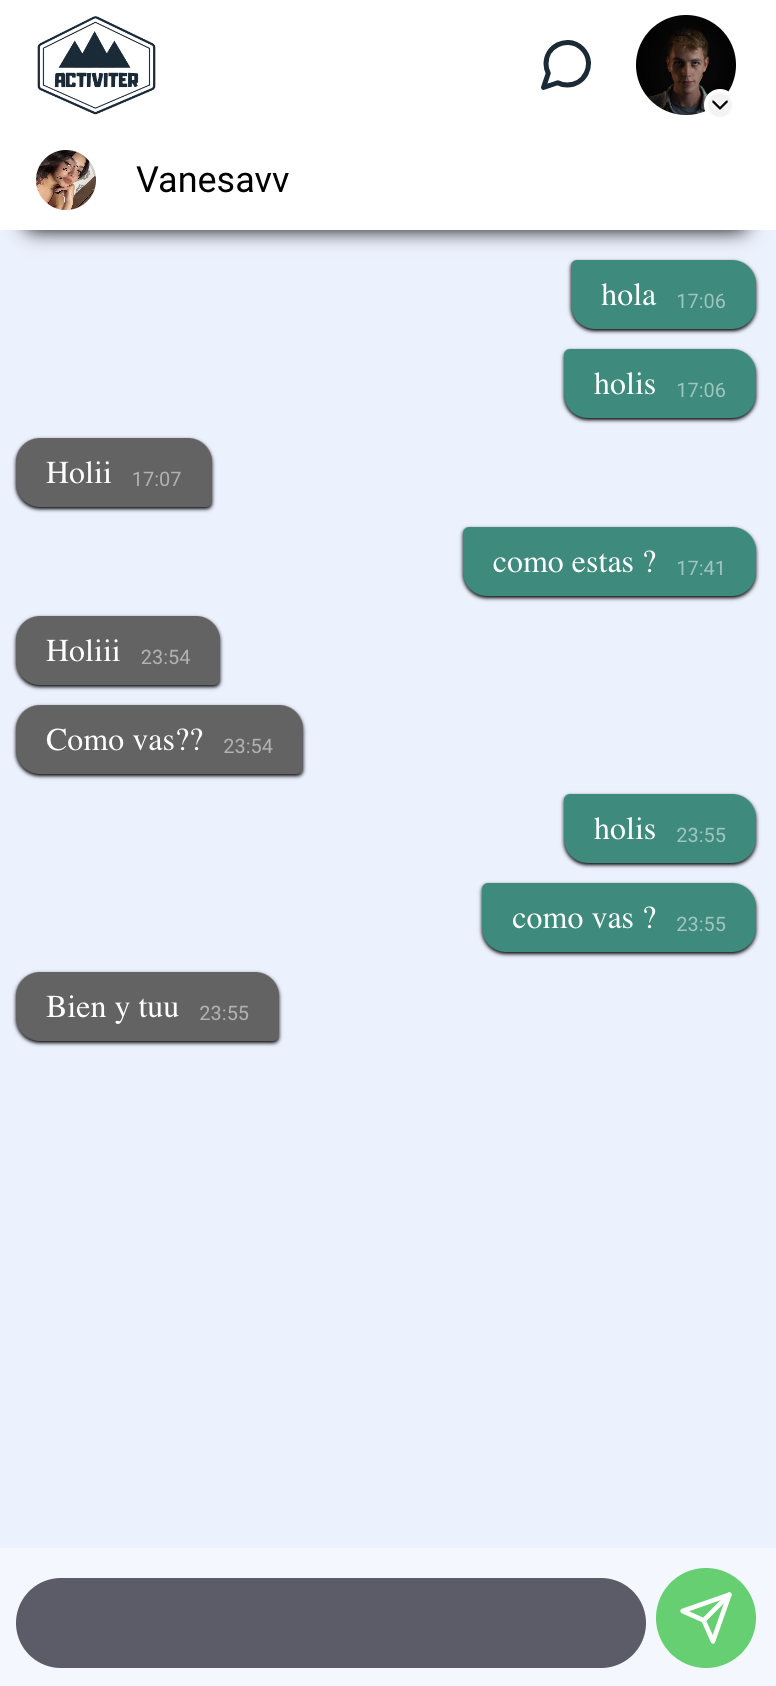 ACTIVITER
Vanesavv
hola 17:06
holis 17:06
Holii 17:07
como estas ? 17:41
Holiii 23:54
Como vas?? 23:54
holis 23:55
como vas ? 23:55
Bien y tuu 23:55